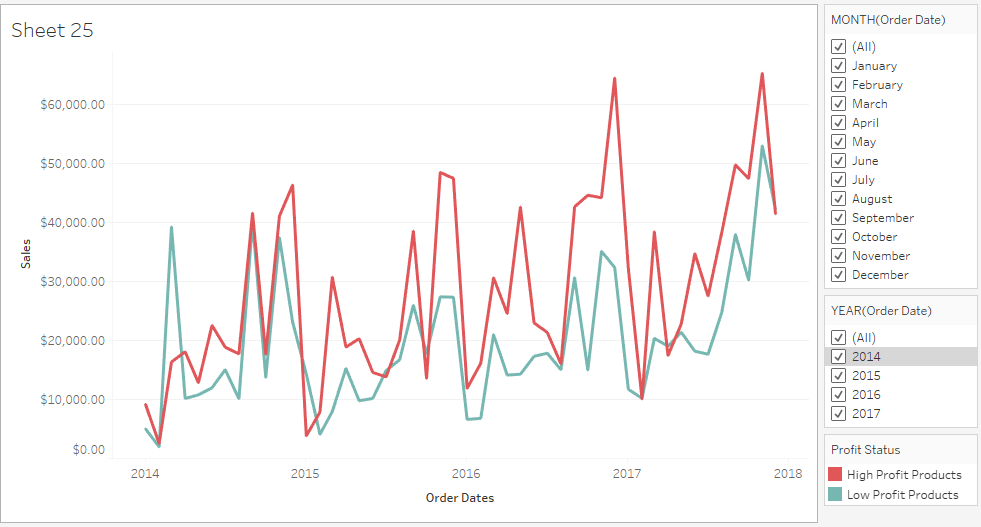 Sheet 25
$60,000.00
$50,000.00
$40,000.00
$30,000.00
$20,000.00
$10,000.00
$0.00
Sales
2014 2015 2016 2017 2018
Order Dates
MONTH(Order Date)
(All)
January
February
March
April
May
June
July
August
September
October
November
December
YEAR(Order Date)
(All)
2014
2015
2016
2017
Profit Status
High Profit Products
Low Profit Products